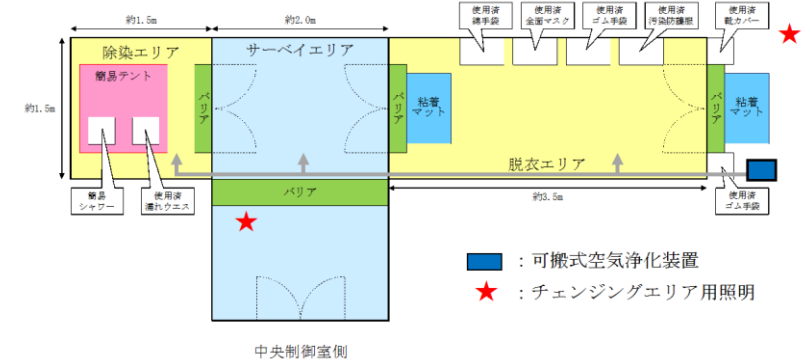 約1.5m
約2.0m
使用済
綿手袋
使用済
全面マスク
使用済
ゴム手袋
使用済
汚染防護服
使用済
靴カバー
除染エリア
サーベイエリア
簡易テント
約1.5m
バリア
バリア
粘着
マット
バリア
粘着
マット
脱衣エリア
簡易
シャワー
使用済
濡れウエス
バリア
約3.5m
使用済
ゴム手袋
:可搬式空気浄化装置
:チェンジングエリア用照明
中央制御室側